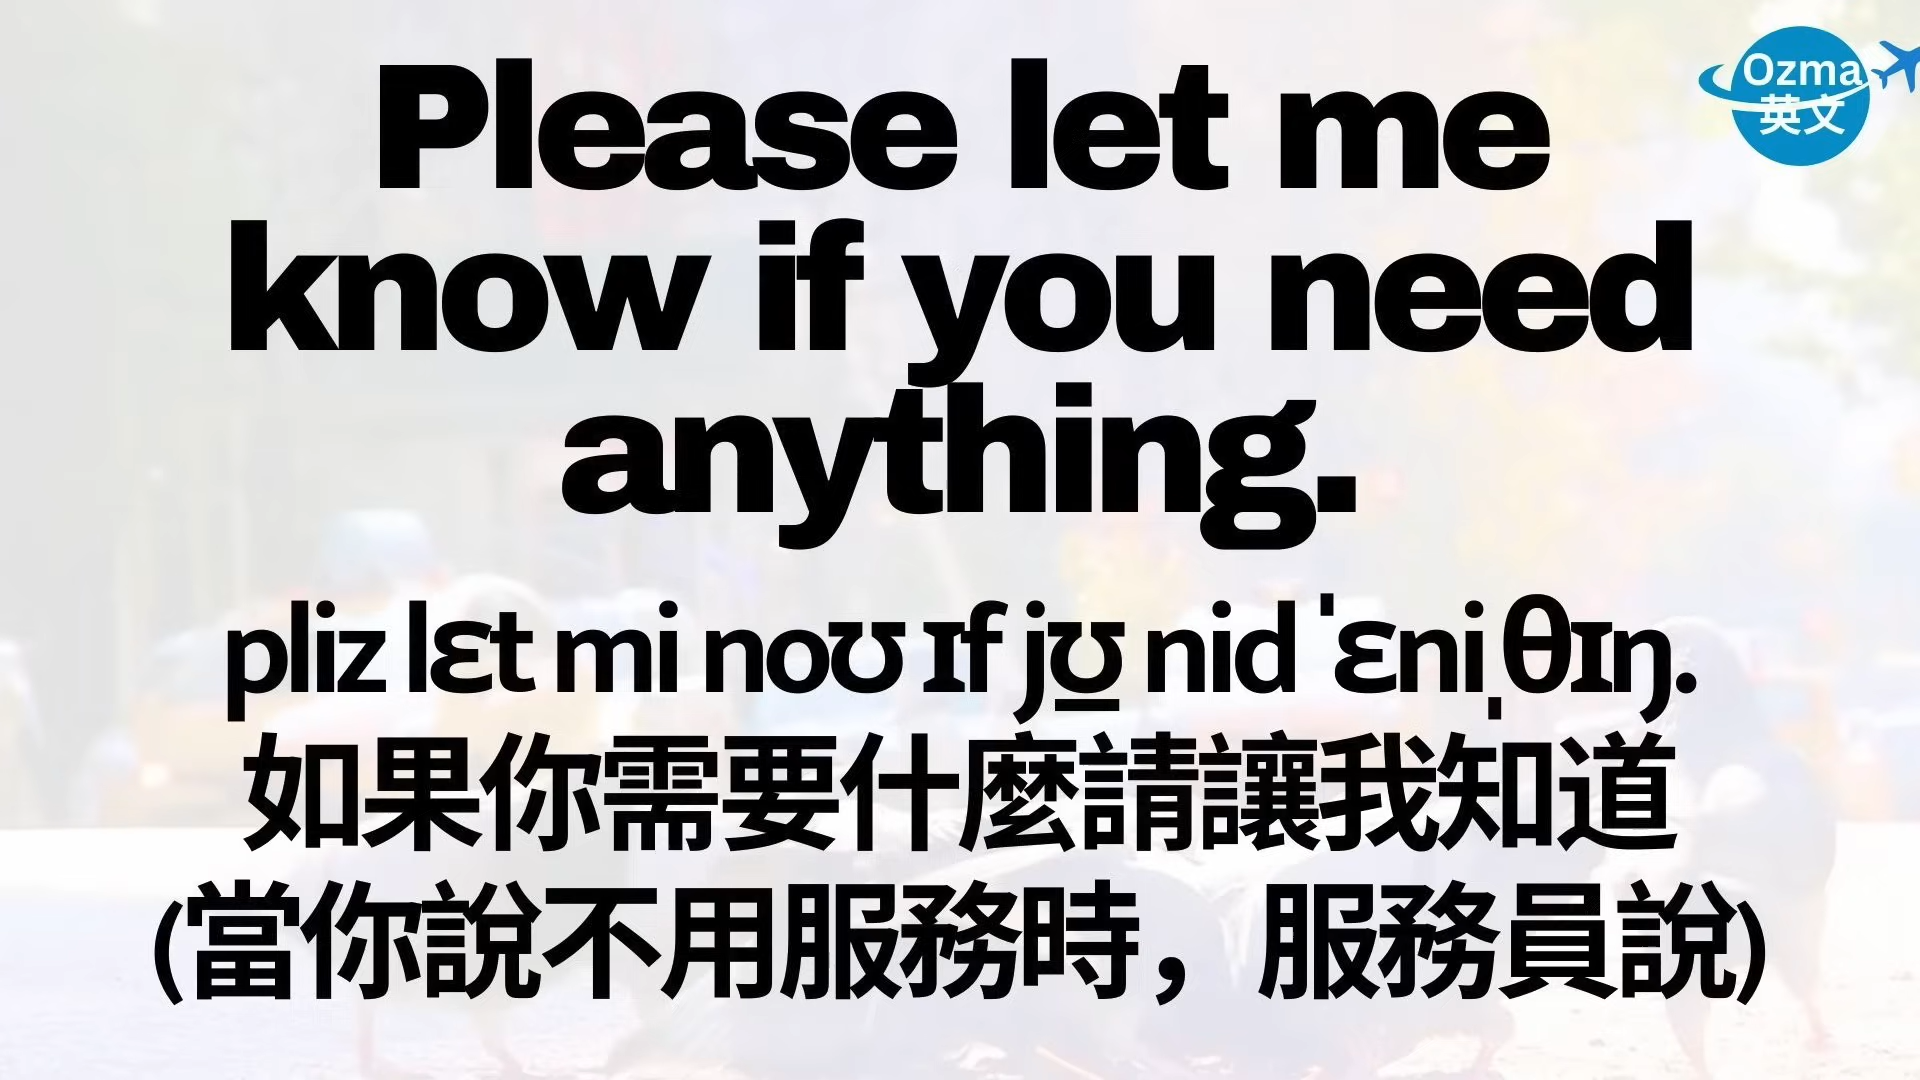 Ozma
英文
Please let me
know if you need
anything.
pliz lɛt mi noʊ ɪf jʊ̲ nid ˈɛniˌθɪŋ.
如果你需要什麼請讓我知道
(當你說不用服務時，服務員說)